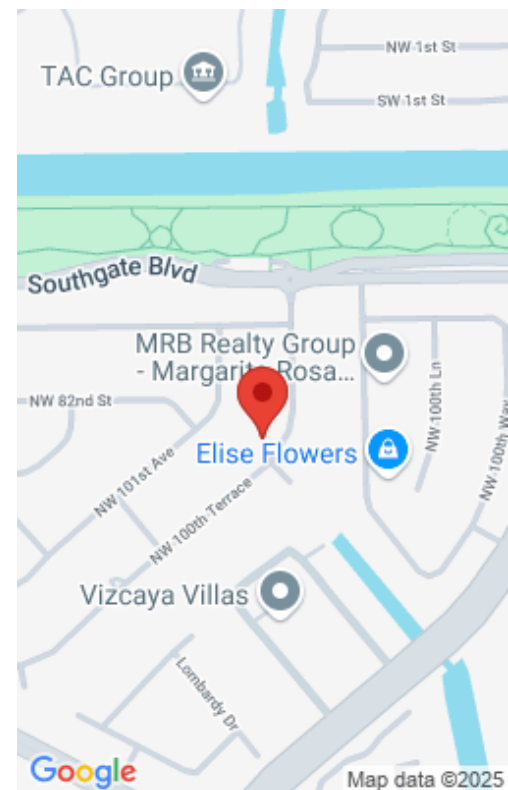 NW 1st St
TAC Group
SW 1st St
Southgate Blvd
MRB Realty Group
- Margarita Rosa...
NW 82nd St
NW 100th Ln
Elise Flowers
NW 101st Ave
NW 100th Way
NW 100th Terrace
Vizcaya Villas
Lombardy Dr
Google
Map data ©2025